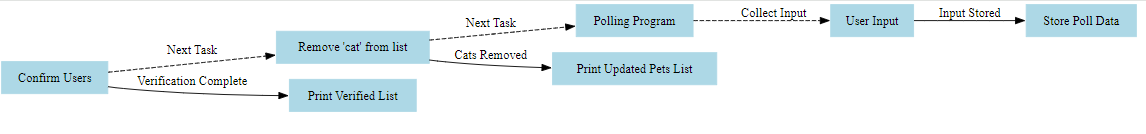 Confirm Users
Next Task
Verification Complete
Remove 'cat' from list
Print Verified List
Next Task
Cats Removed
Polling Program
Print Updated Pets List
Collect Input
User Input
Input Stored
Store Poll Data